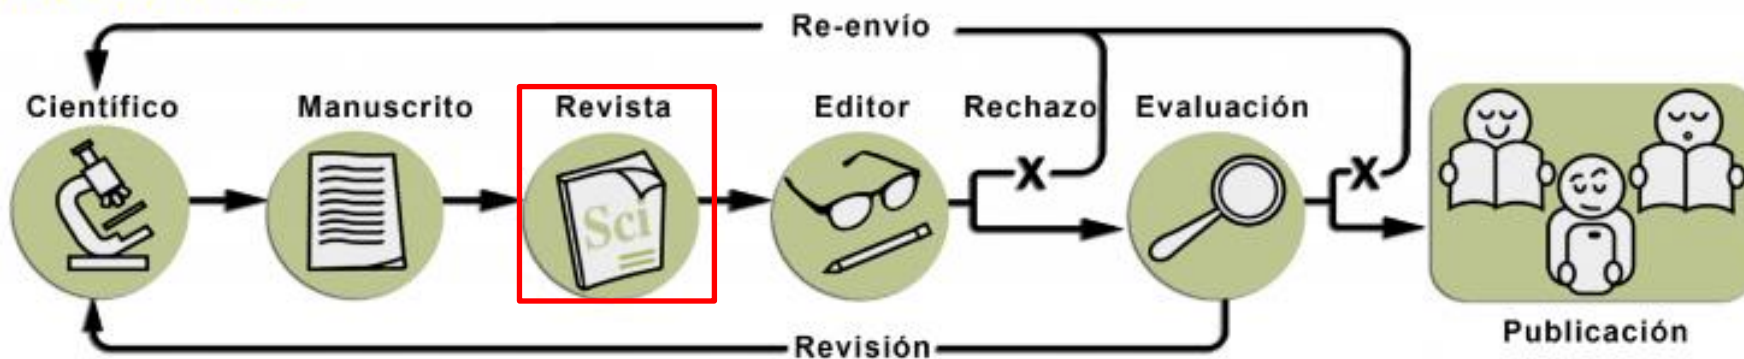 Re-envío
Científico
Manuscrito
Revista
Editor
Rechazo
Evaluación
X
X
Sci
Revisión
Publicación